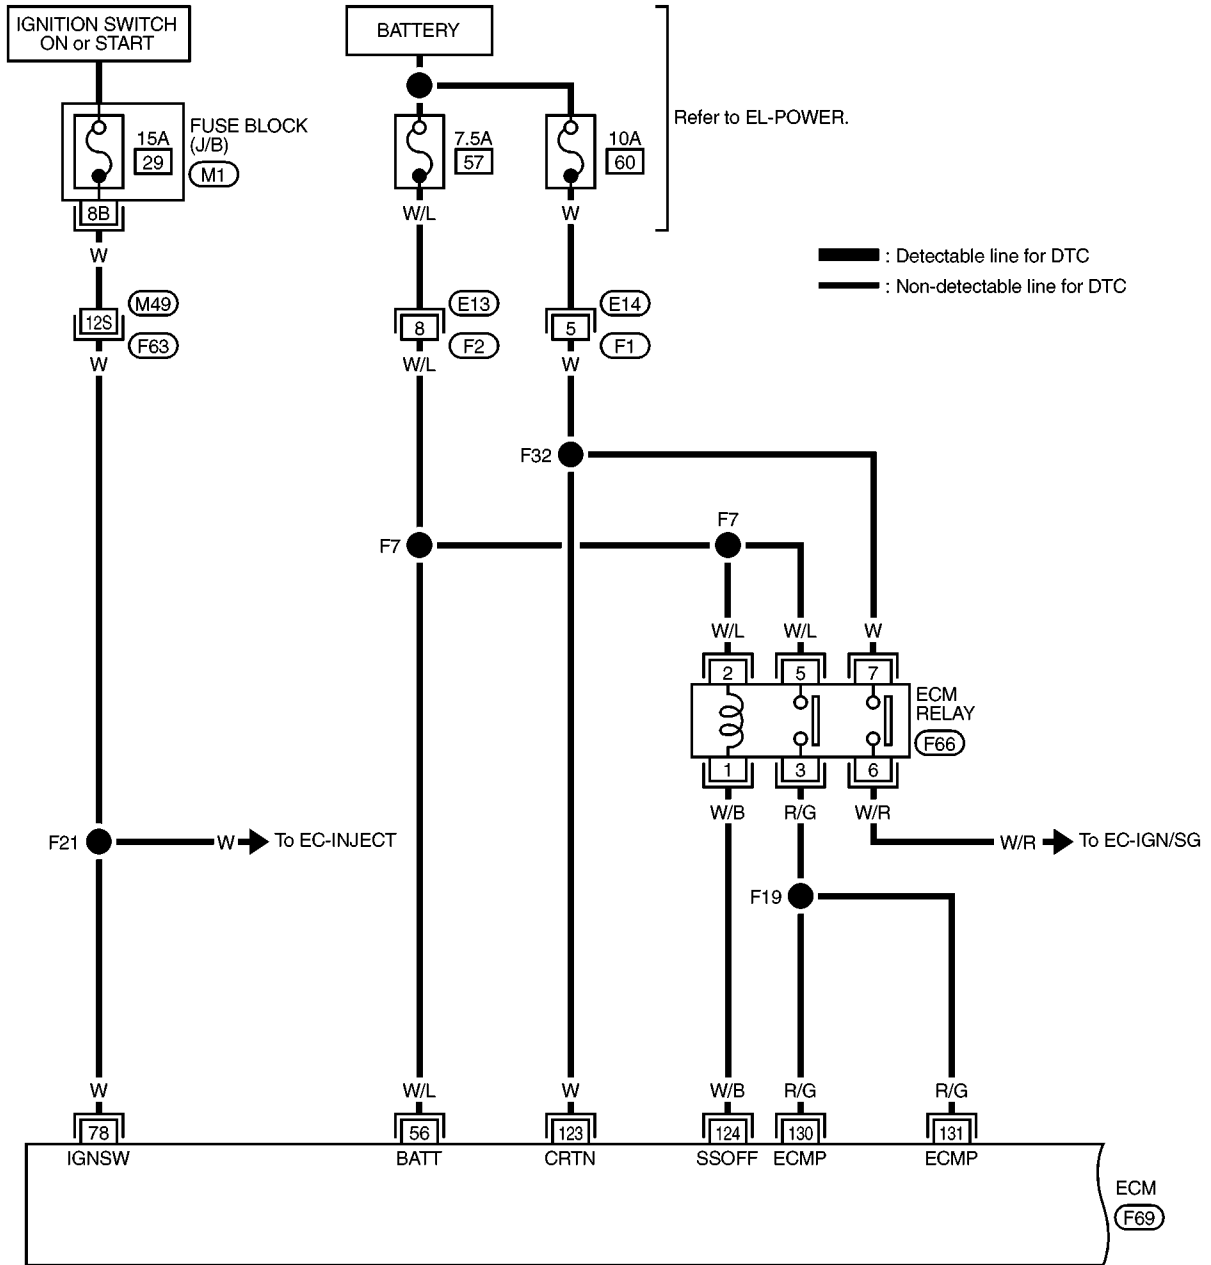 IGNITION SWITCH
ON or START
BATTERY
Refer to EL-POWER.
FUSE BLOCK
(J/B)
M1
15A
29
7.5A
57
10A
60
8B
W
W/L
W
: Detectable line for DTC
: Non-detectable line for DTC
M49
12S
F63
W
E13
8
F2
W/L
E14
5
F1
W
F32
F7
F7
W/L
W/L
W
2
5
7
ECM
RELAY
F66
1
3
6
W/B
R/G
W/R
F21
W
To EC-INJECT
W/R
To EC-IGN/SG
F19
W
W/L
W
W/B
R/G
R/G
78
56
123
124
130
131
IGNSW
BATT
CRTN
SSOFF
ECMP
ECMP
ECM
F69